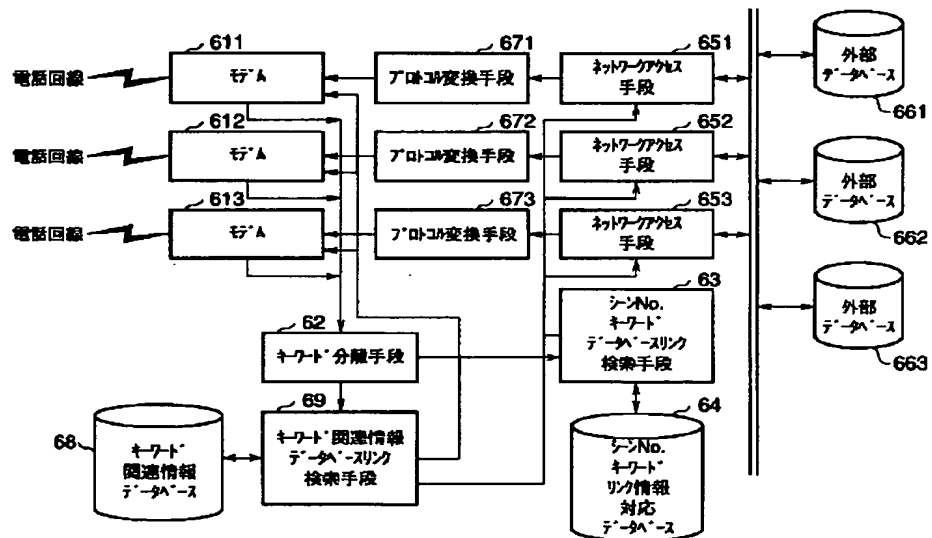 611
671
651
電話回線
モデム
プロトコル変換手段
ネットワークアクセス
手段
外部
データベース
661
612
672
652
電話回線
モデム
プロトコル変換手段
ネットワークアクセス
手段
外部
データベース
662
613
673
653
電話回線
モデム
プロトコル変換手段
ネットワークアクセス
手段
63
シーンNo.
キーワード
データベースリンク
検索手段
外部
データベース
663
62
キーワード分離手段
69
キーワード関連情報
データベースリンク
検索手段
68
キーワード
関連情報
データベース
64
シーンNo.
キーワード
リンク情報
対応
データベース